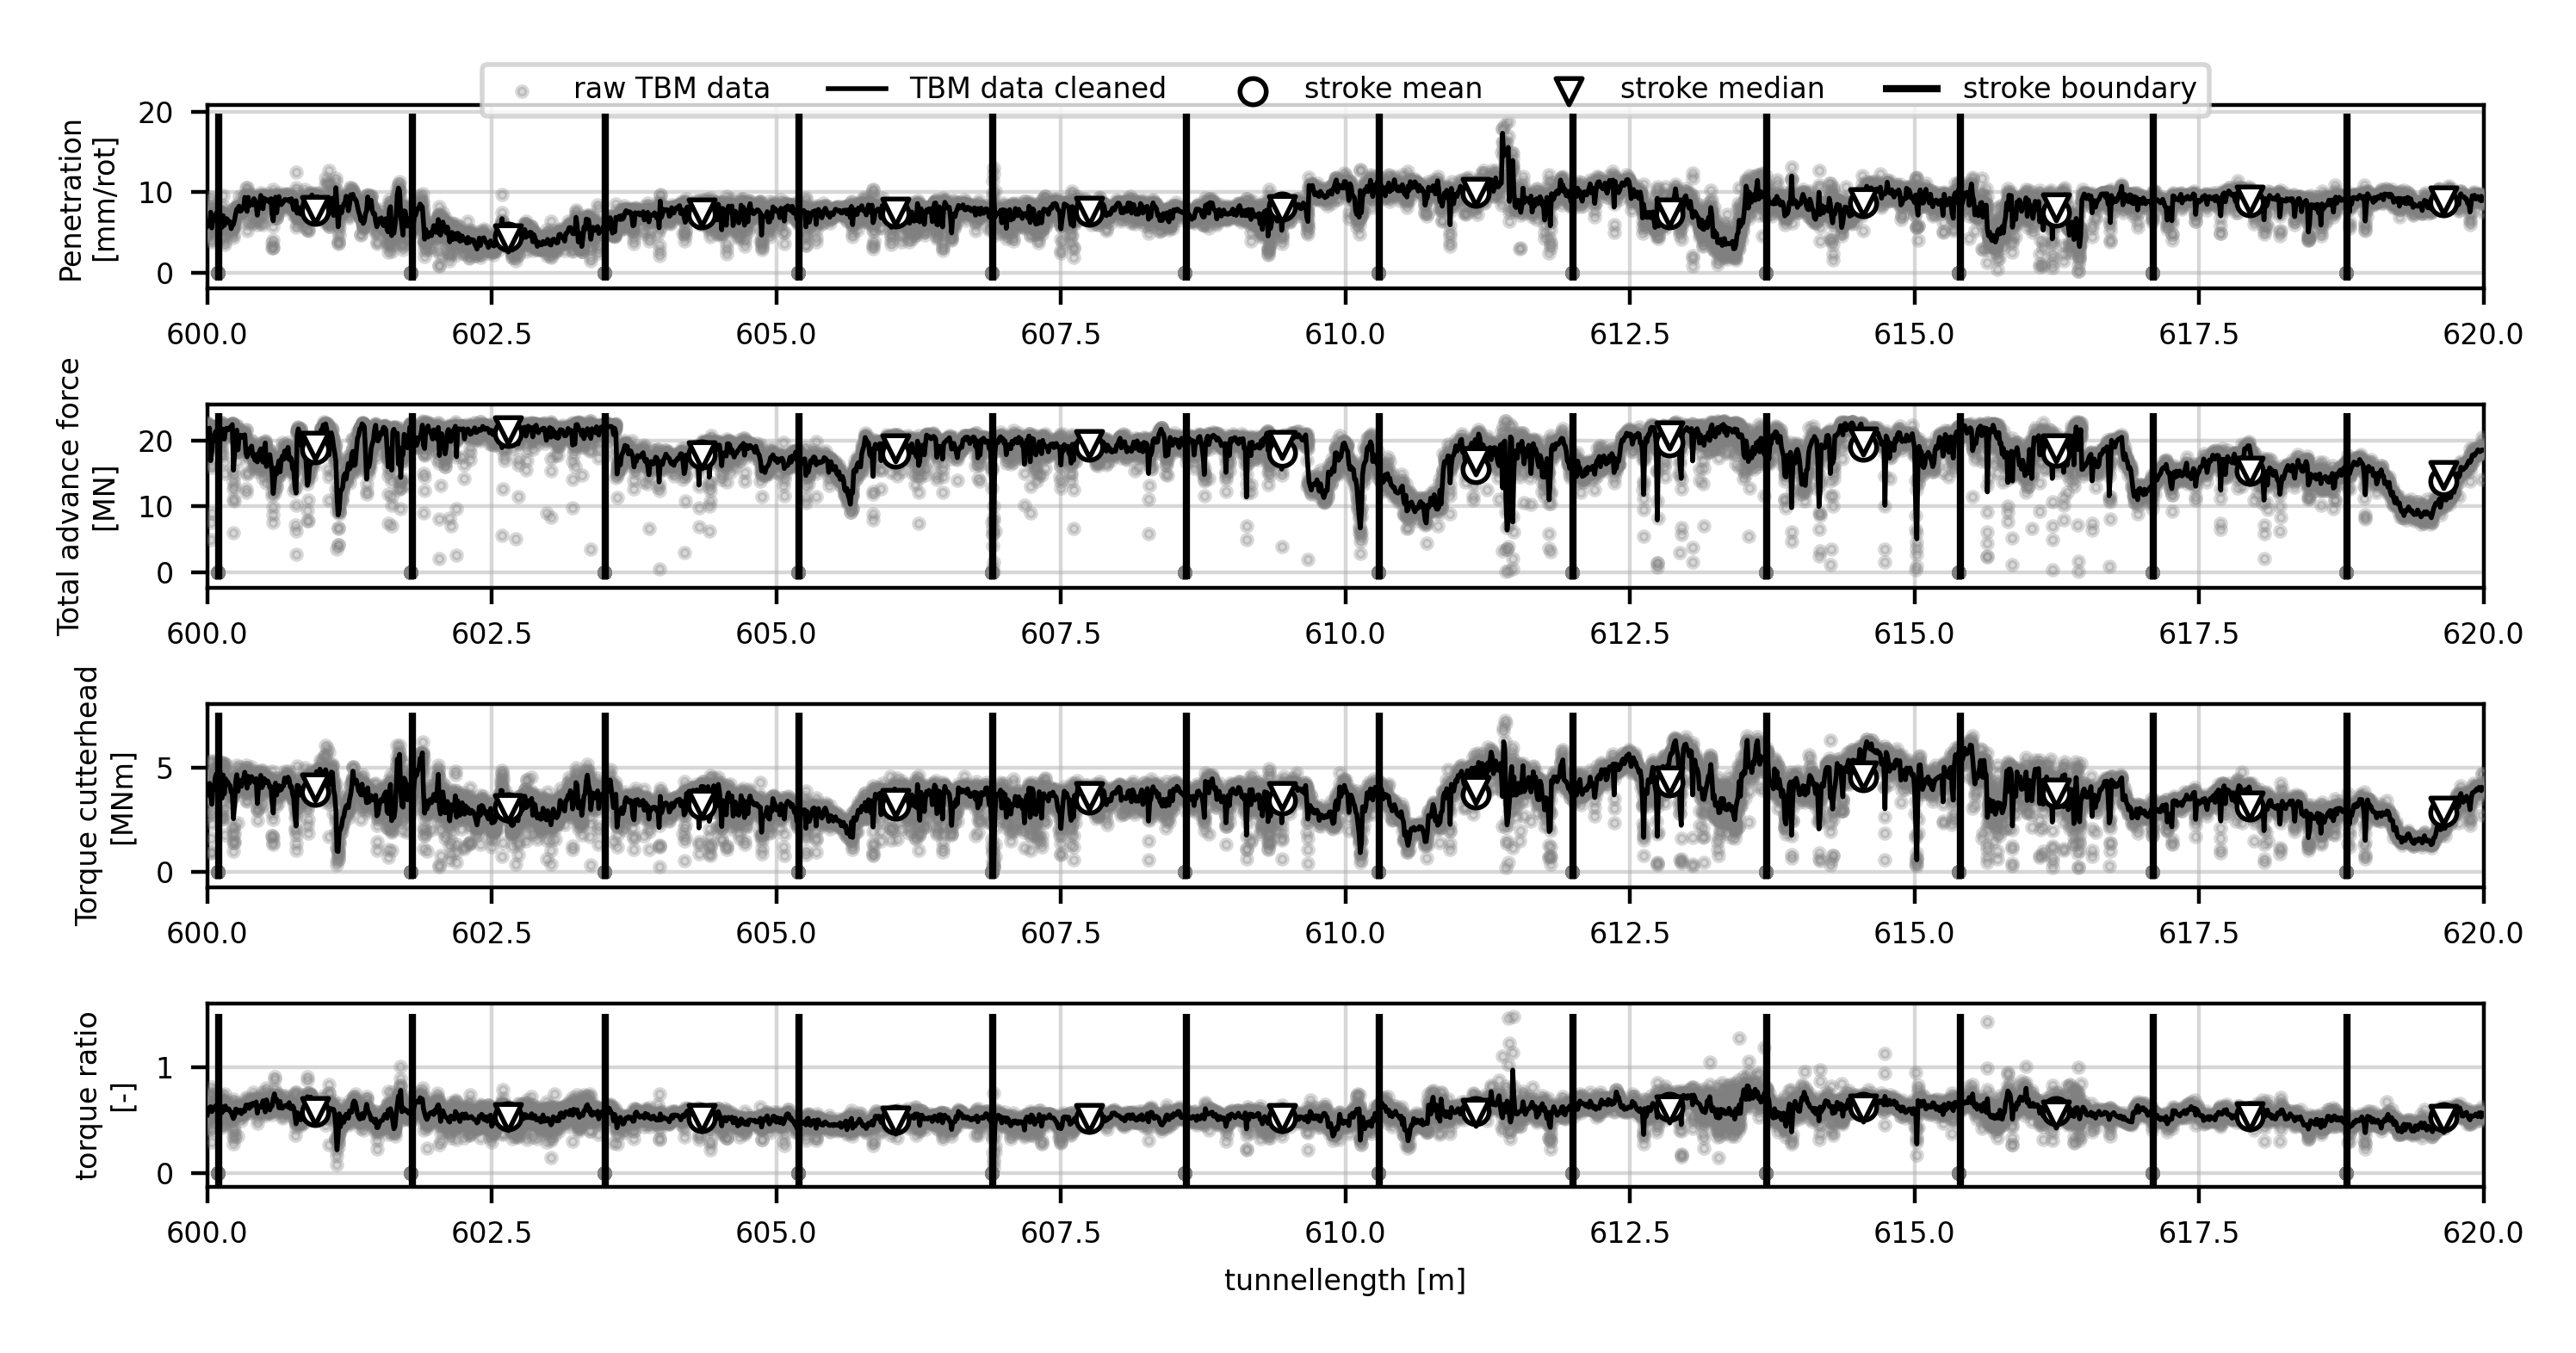 raw TBM data TBM data cleaned stroke mean stroke median stroke boundary
Penetration
[mm/rot]
20
10
0
600.0 602.5 605.0 607.5 610.0 612.5 615.0 617.5 620.0
Total advance force
[MN]
20
10
0
600.0 602.5 605.0 607.5 610.0 612.5 615.0 617.5 620.0
Torque cutterhead
[MNm]
5
0
600.0 602.5 605.0 607.5 610.0 612.5 615.0 617.5 620.0
torque ratio
[-]
1
0
600.0 602.5 605.0 607.5 610.0 612.5 615.0 617.5 620.0
tunnellength [m]